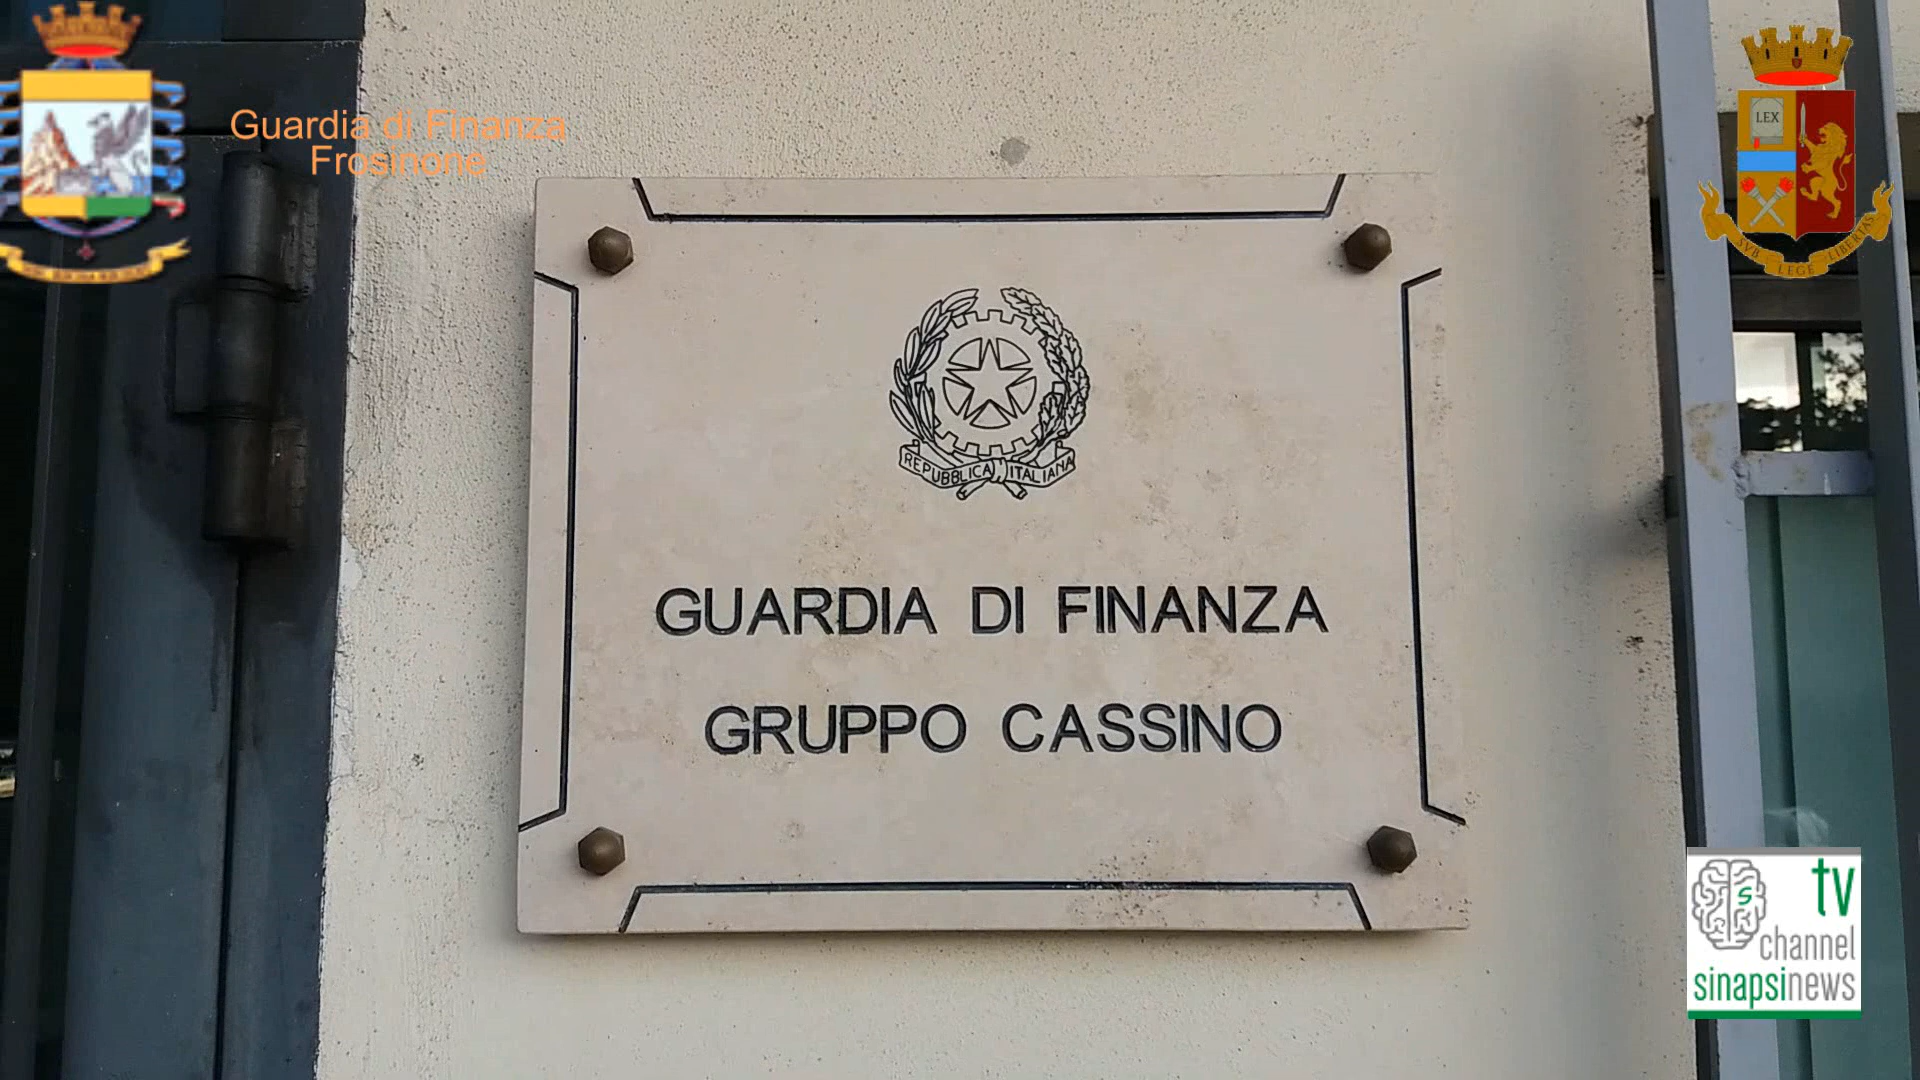 Guardia di Finanza
Frosinone
LEX
SVB LEGE LIBERTAS
REPUBBLICA ITALIANA
GUARDIA DI FINANZA
GRUPPO CASSINO
S
tv
channel
sinapsinews